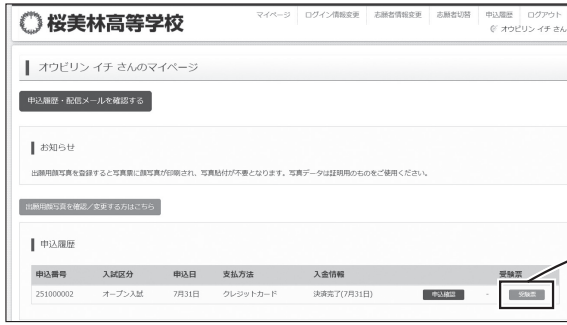 桜美林高等学校
マイページ ログイン情報変更 志願者情報変更 志願者切替 申込履歴 ログアウト
オウビリン イチ さん
オウビリン イチ さんのマイページ
申込履歴・配信メールを確認する
お知らせ
出願用顔写真を登録すると写真票に顔写真が印刷され、写真貼付が不要となります。写真データは証明用のものをご使用ください。
出願用顔写真を確認／変更する方はこちら
申込履歴
申込番号 入試区分 申込日 支払方法 入金情報 受験票
251000002 オープン入試 7月31日 クレジットカード 決済完了(7月31日) 申込確認 - 受験票